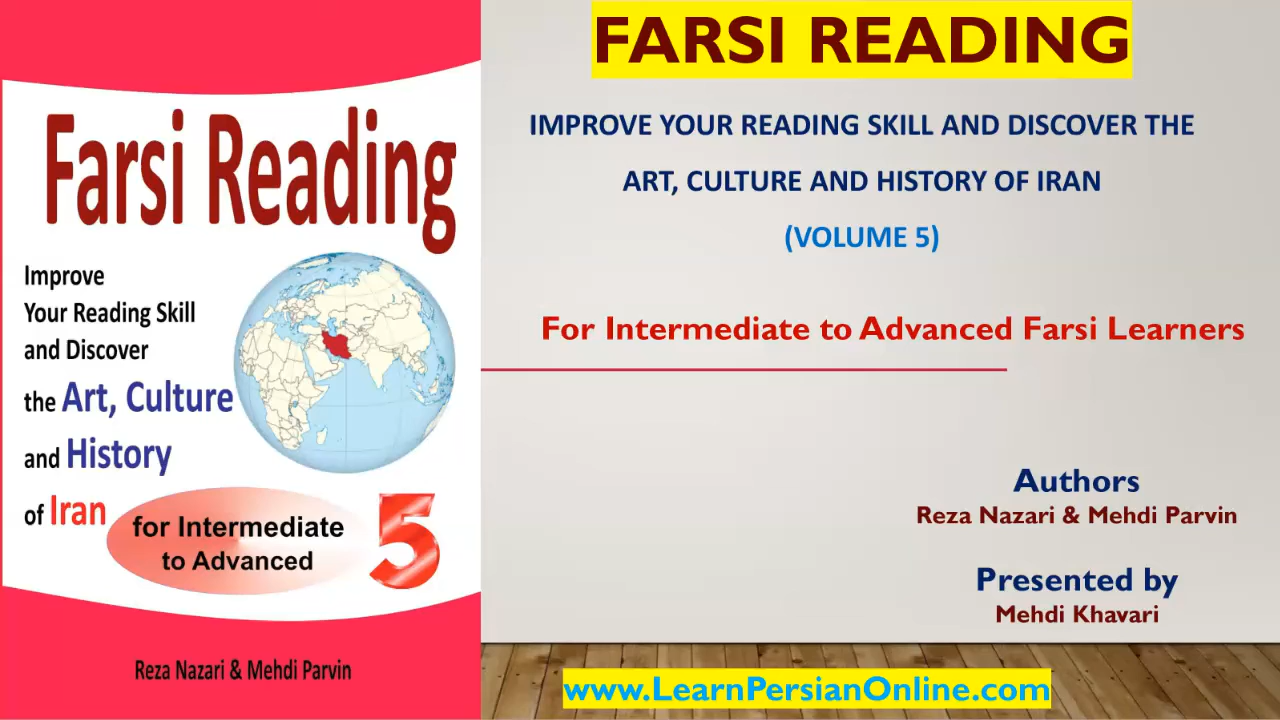 Farsi Reading
Improve
Your Reading Skill
and Discover
the Art, Culture
and History
of Iran
for Intermediate
to Advanced
5
Reza Nazari & Mehdi Parvin
FARSI READING
IMPROVE YOUR READING SKILL AND DISCOVER THE
ART, CULTURE AND HISTORY OF IRAN
(VOLUME 5)
For Intermediate to Advanced Farsi Learners
Authors
Reza Nazari & Mehdi Parvin
Presented by
Mehdi Khavari
www.LearnPersianOnline.com